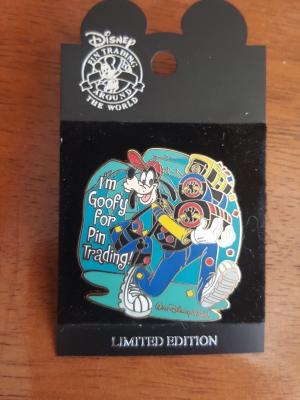 Disney
PIN TRADING
AROUND
THE WORLD
I'm
Goofy
for
Pin
Trading!
Walt Disney World
LIMITED EDITION